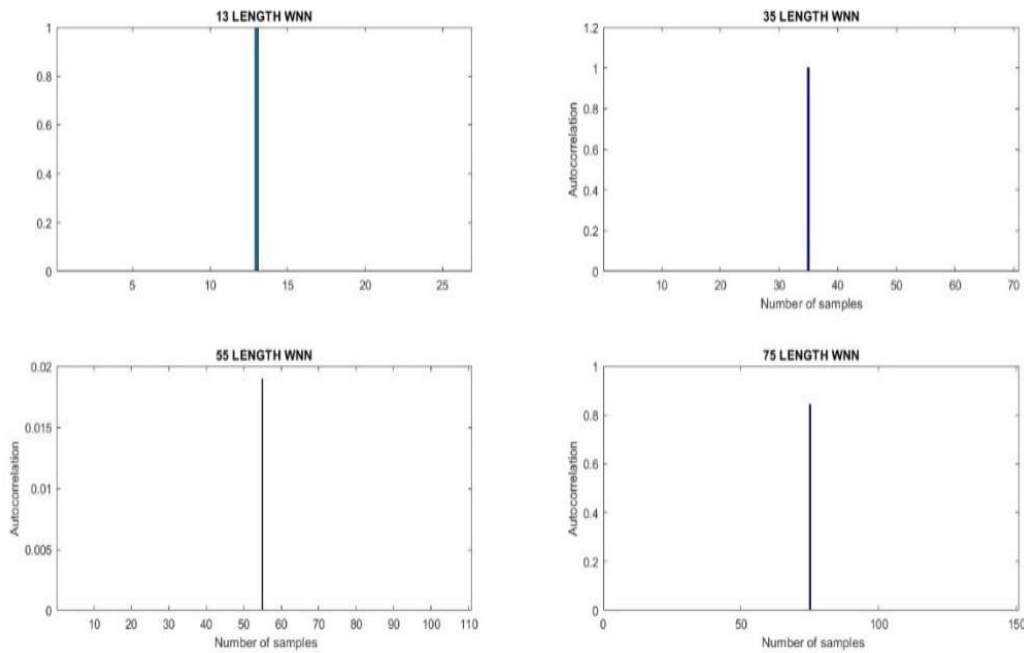 13 LENGTH WNN
1
0.8
0.6
0.4
0.2
0
5 10 15 20 25
35 LENGTH WNN
1.2
1
0.8
0.6
0.4
0.2
0
Autocorrelation
10 20 30 40 50 60 70
Number of samples
55 LENGTH WNN
0.02
0.015
0.01
0.005
0
Autocorrelation
10 20 30 40 50 60 70 80 90 100 110
Number of samples
75 LENGTH WNN
1
0.8
0.6
0.4
0.2
0
Autocorrelation
0 50 100 150
Number of samples